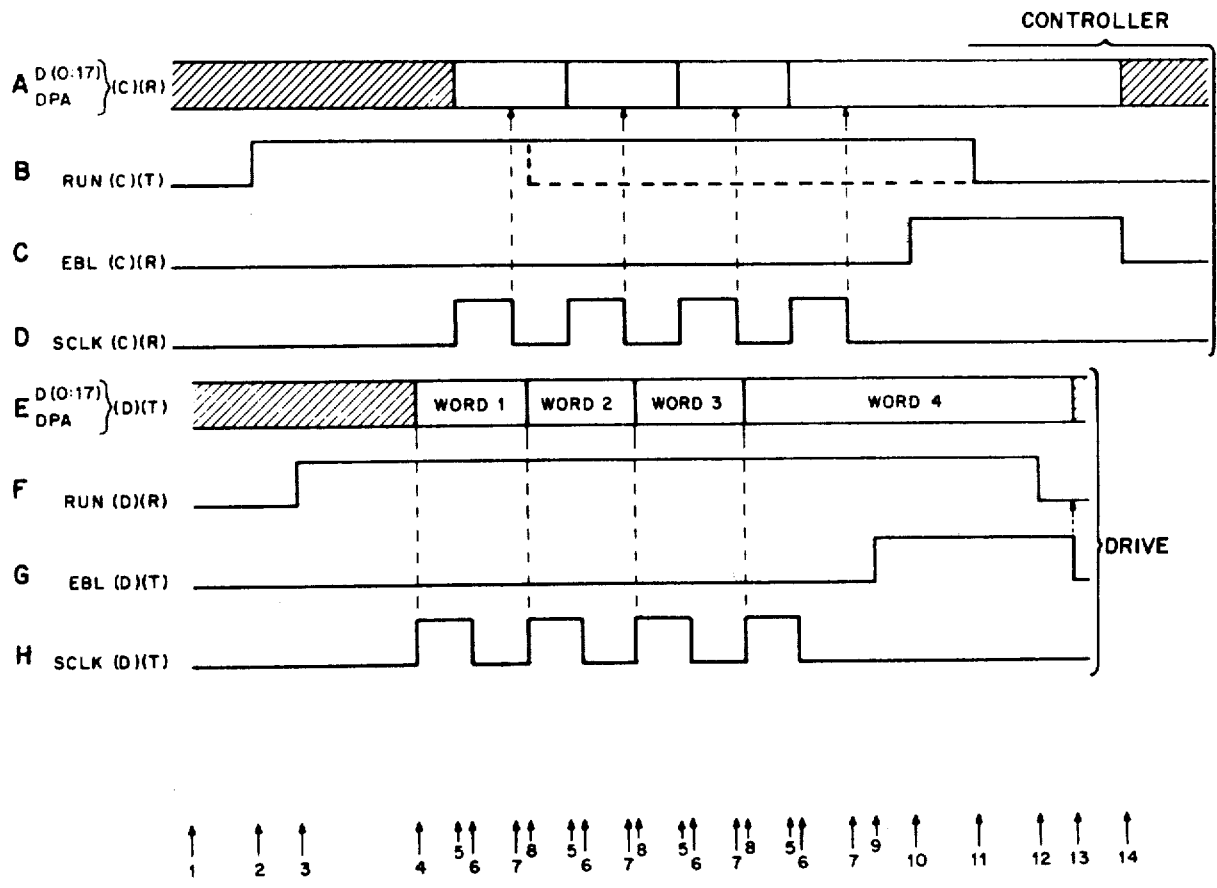 CONTROLLER
A D(0:17) DPA }(C)(R)
B RUN (C)(T)
C EBL (C)(R)
D SCLK (C)(R)
E D(0:17) DPA }(D)(T)
WORD 1 WORD 2 WORD 3 WORD 4
F RUN (D)(R)
G EBL (D)(T)
DRIVE
H SCLK (D)(T)
1 2 3 4 5 6 7 8 5 6 7 8 5 6 7 8 5 6 7 9 10 11 12 13 14